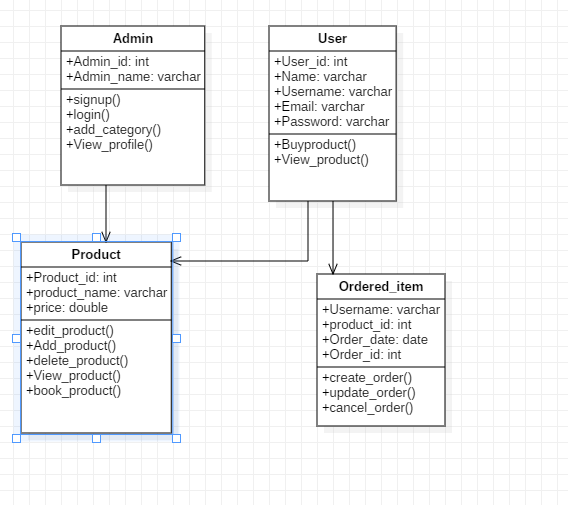 Admin
+Admin_id: int
+Admin_name: varchar
+signup()
+login()
+add_category()
+View_profile()
User
+User_id: int
+Name: varchar
+Username: varchar
+Email: varchar
+Password: varchar
+Buyproduct()
+View_product()
Product
+Product_id: int
+product_name: varchar
+price: double
+edit_product()
+Add_product()
+delete_product()
+View_product()
+book_product()
Ordered_item
+Username: varchar
+product_id: int
+Order_date: date
+Order_id: int
+create_order()
+update_order()
+cancel_order()